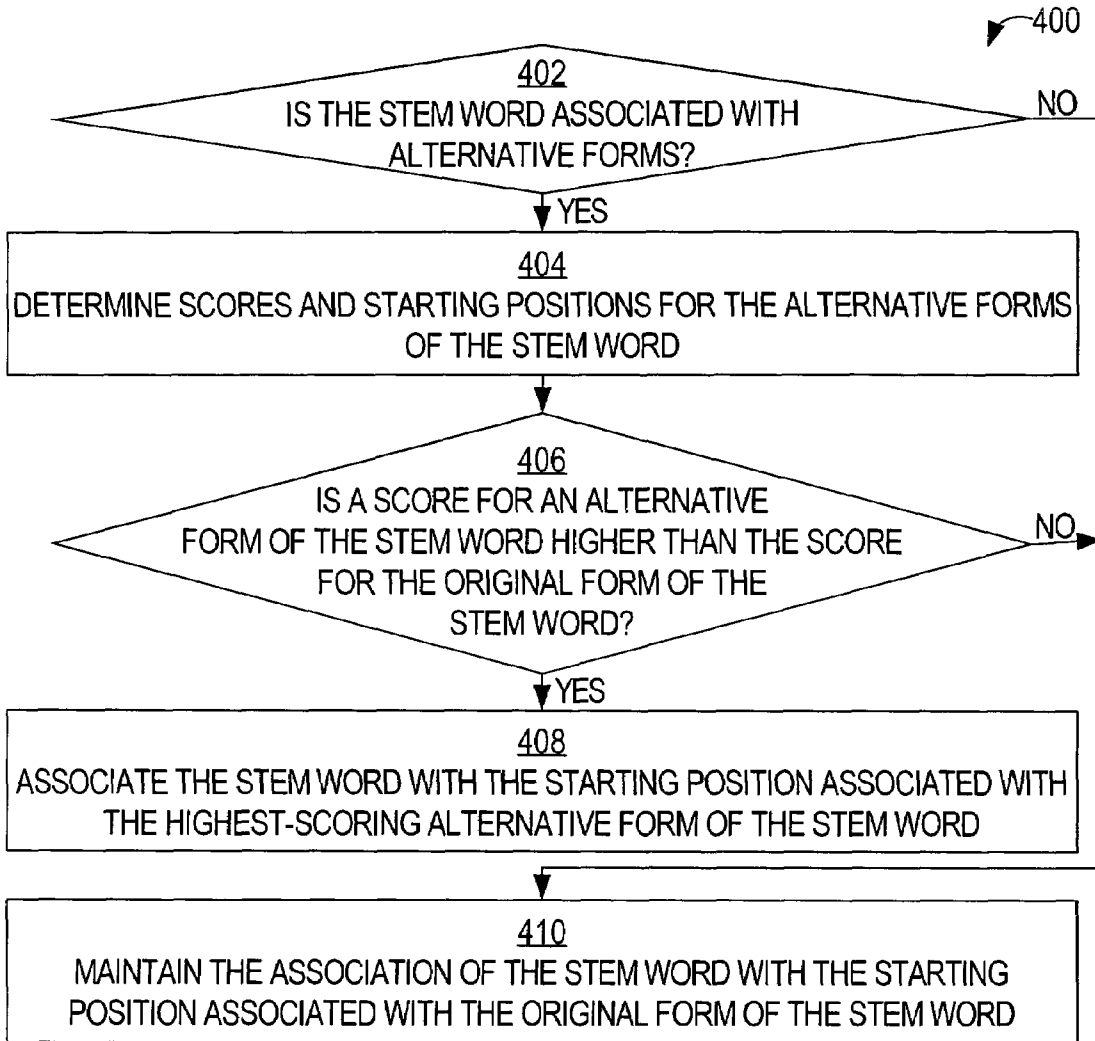 400
402
IS THE STEM WORD ASSOCIATED WITH
ALTERNATIVE FORMS?
NO
YES
404
DETERMINE SCORES AND STARTING POSITIONS FOR THE ALTERNATIVE FORMS
OF THE STEM WORD
406
IS A SCORE FOR AN ALTERNATIVE
FORM OF THE STEM WORD HIGHER THAN THE SCORE
FOR THE ORIGINAL FORM OF THE
STEM WORD?
NO
YES
408
ASSOCIATE THE STEM WORD WITH THE STARTING POSITION ASSOCIATED WITH
THE HIGHEST-SCORING ALTERNATIVE FORM OF THE STEM WORD
410
MAINTAIN THE ASSOCIATION OF THE STEM WORD WITH THE STARTING
POSITION ASSOCIATED WITH THE ORIGINAL FORM OF THE STEM WORD